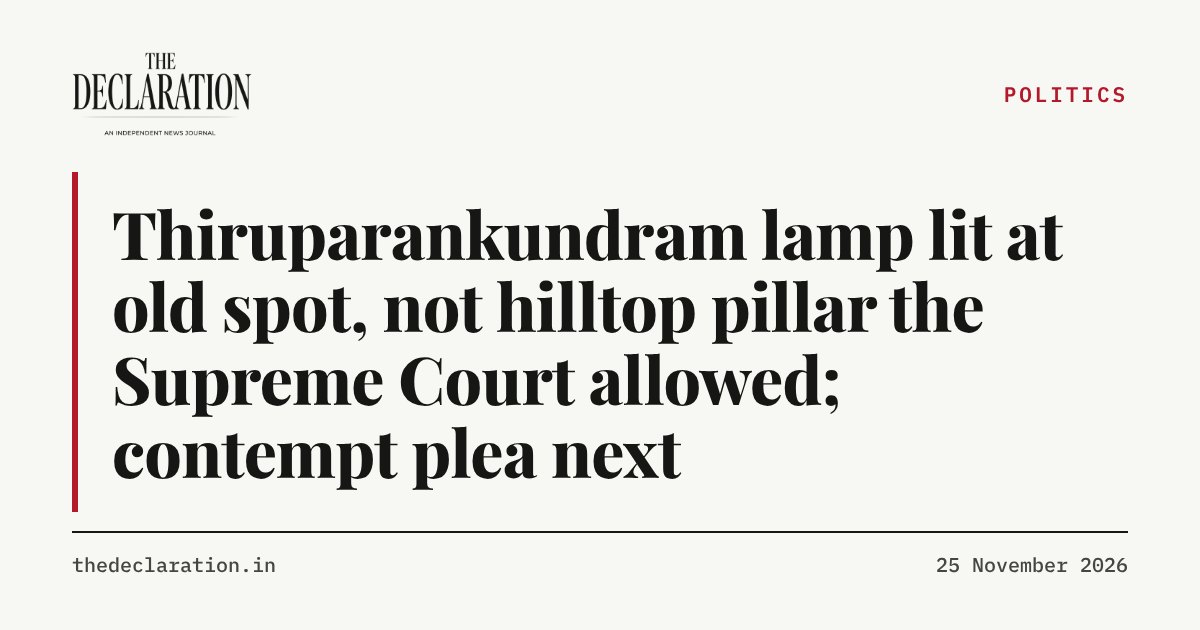 THE
DECLARATION
AN INDEPENDENT NEWS JOURNAL
POLITICS
Thiruparankundram lamp lit at
old spot, not hilltop pillar the
Supreme Court allowed;
contempt plea next
thedeclaration.in
25 November 2026